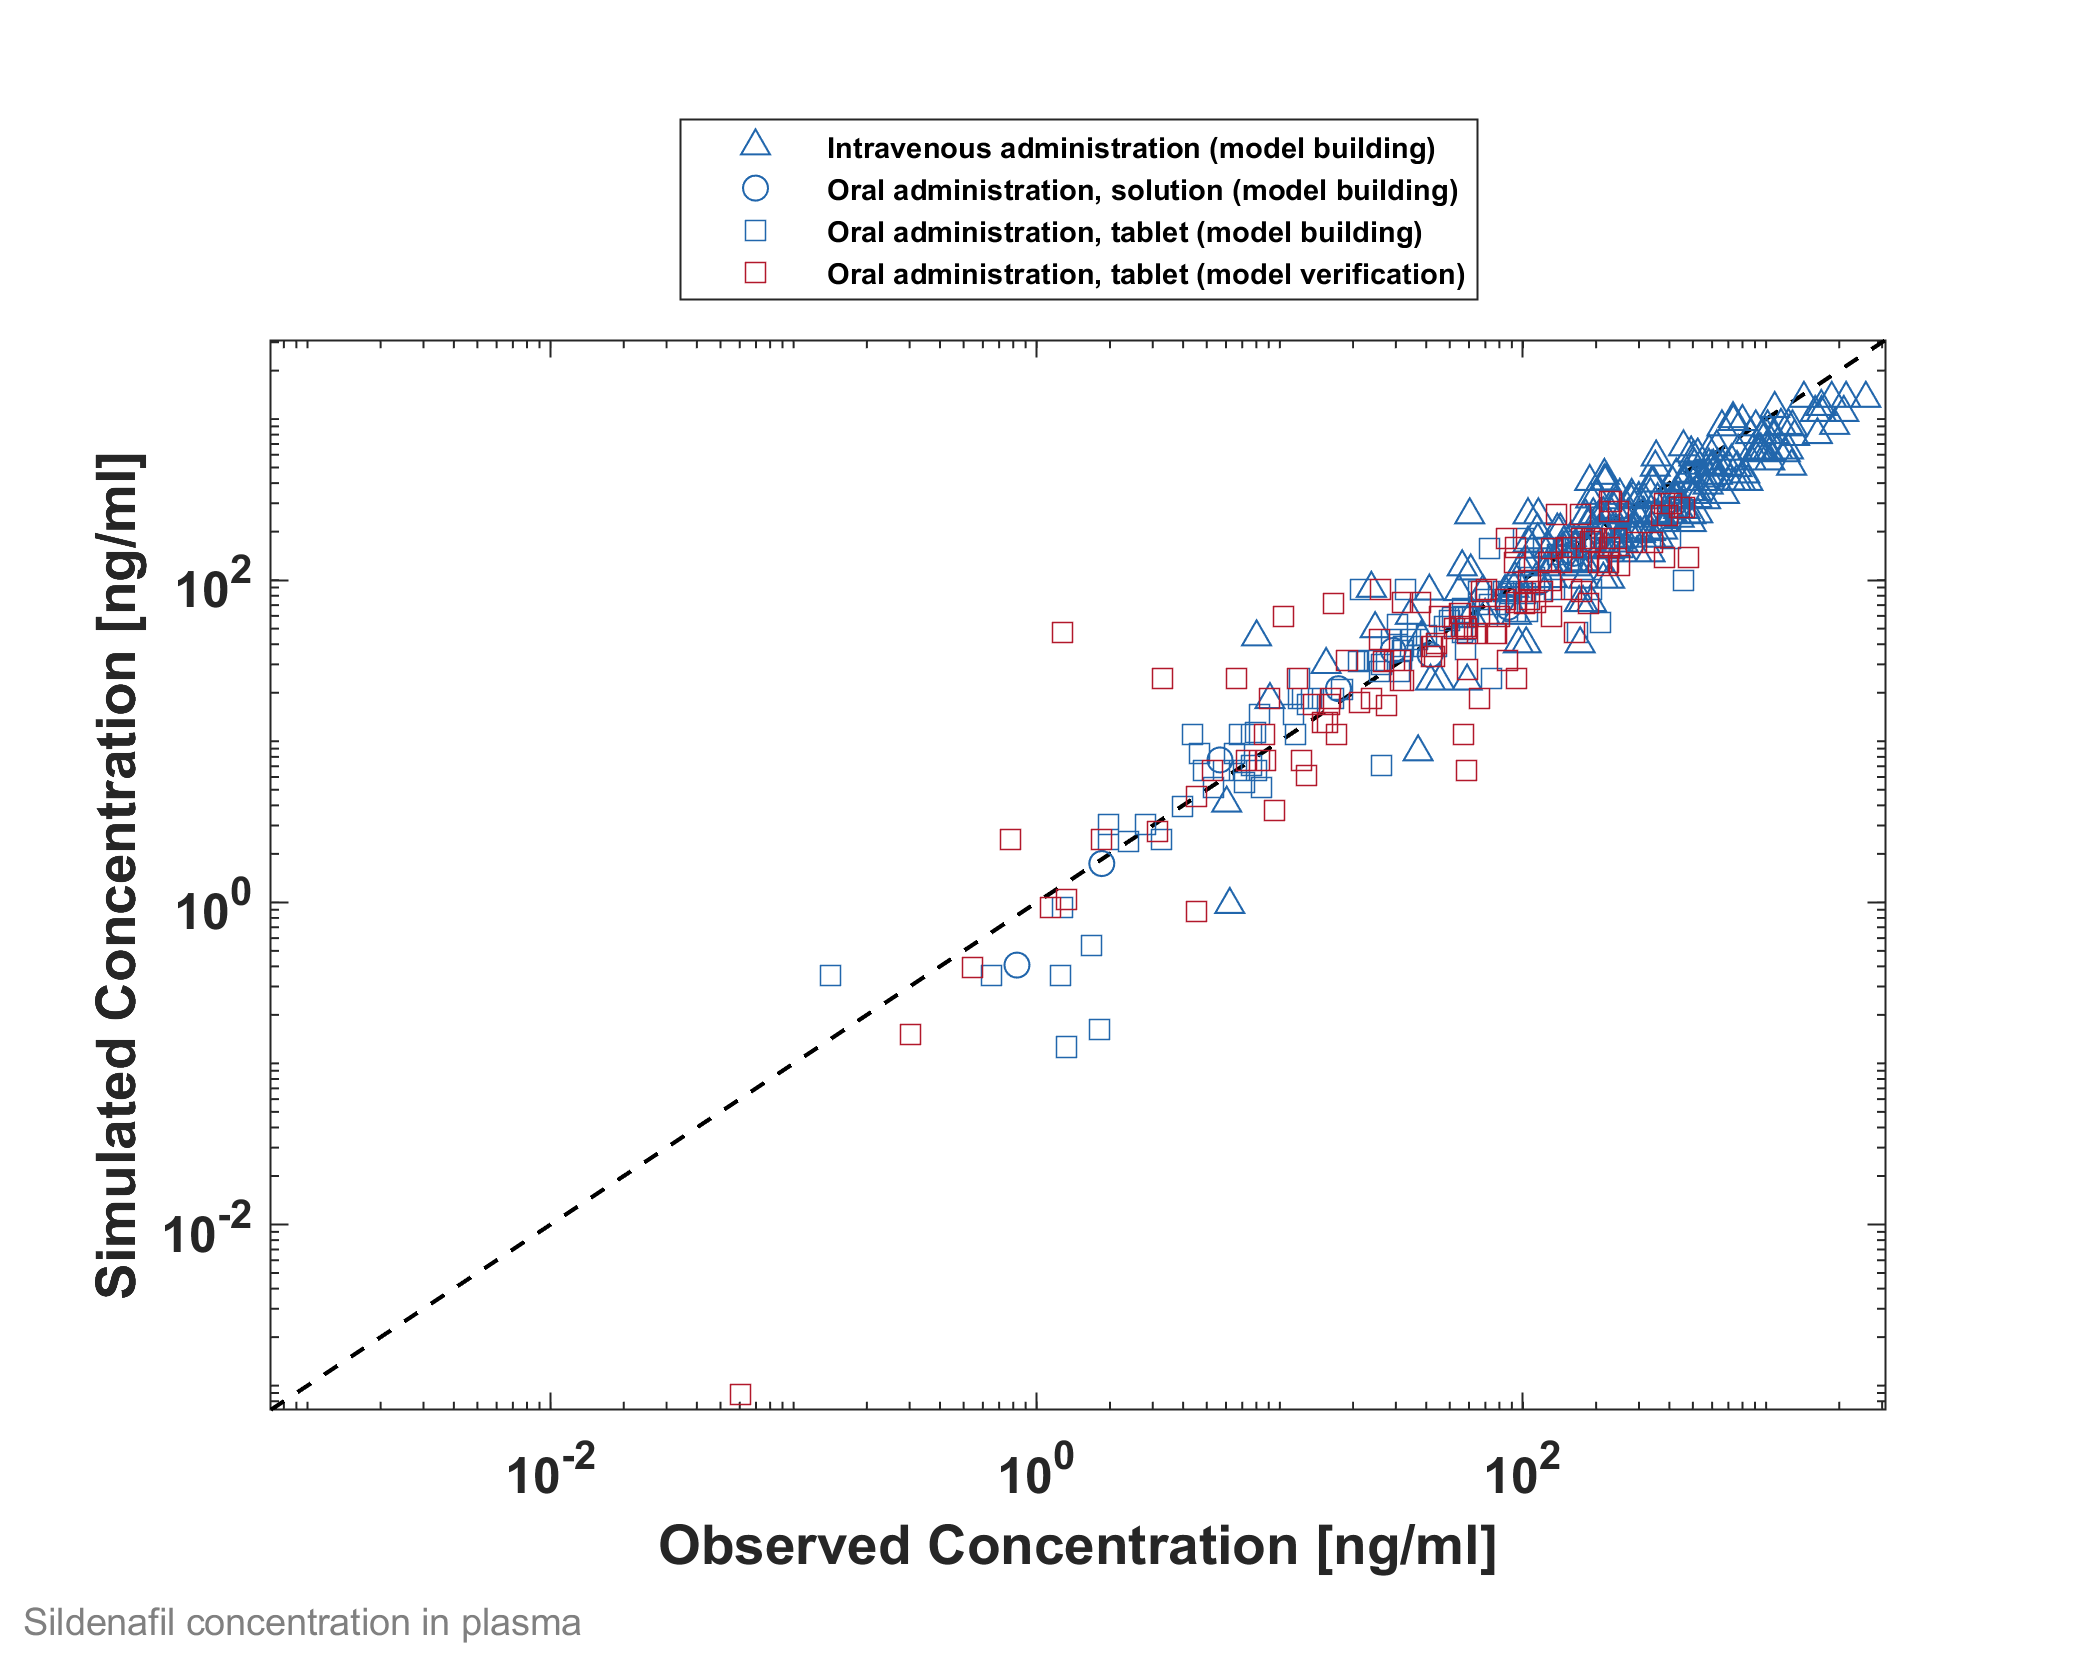 Intravenous administration (model building)
Oral administration, solution (model building)
Oral administration, tablet (model building)
Oral administration, tablet (model verification)
Simulated Concentration [ng/ml]
10^2
10^0
10^-2
10^-2
10^0
10^2
Observed Concentration [ng/ml]
Sildenafil concentration in plasma